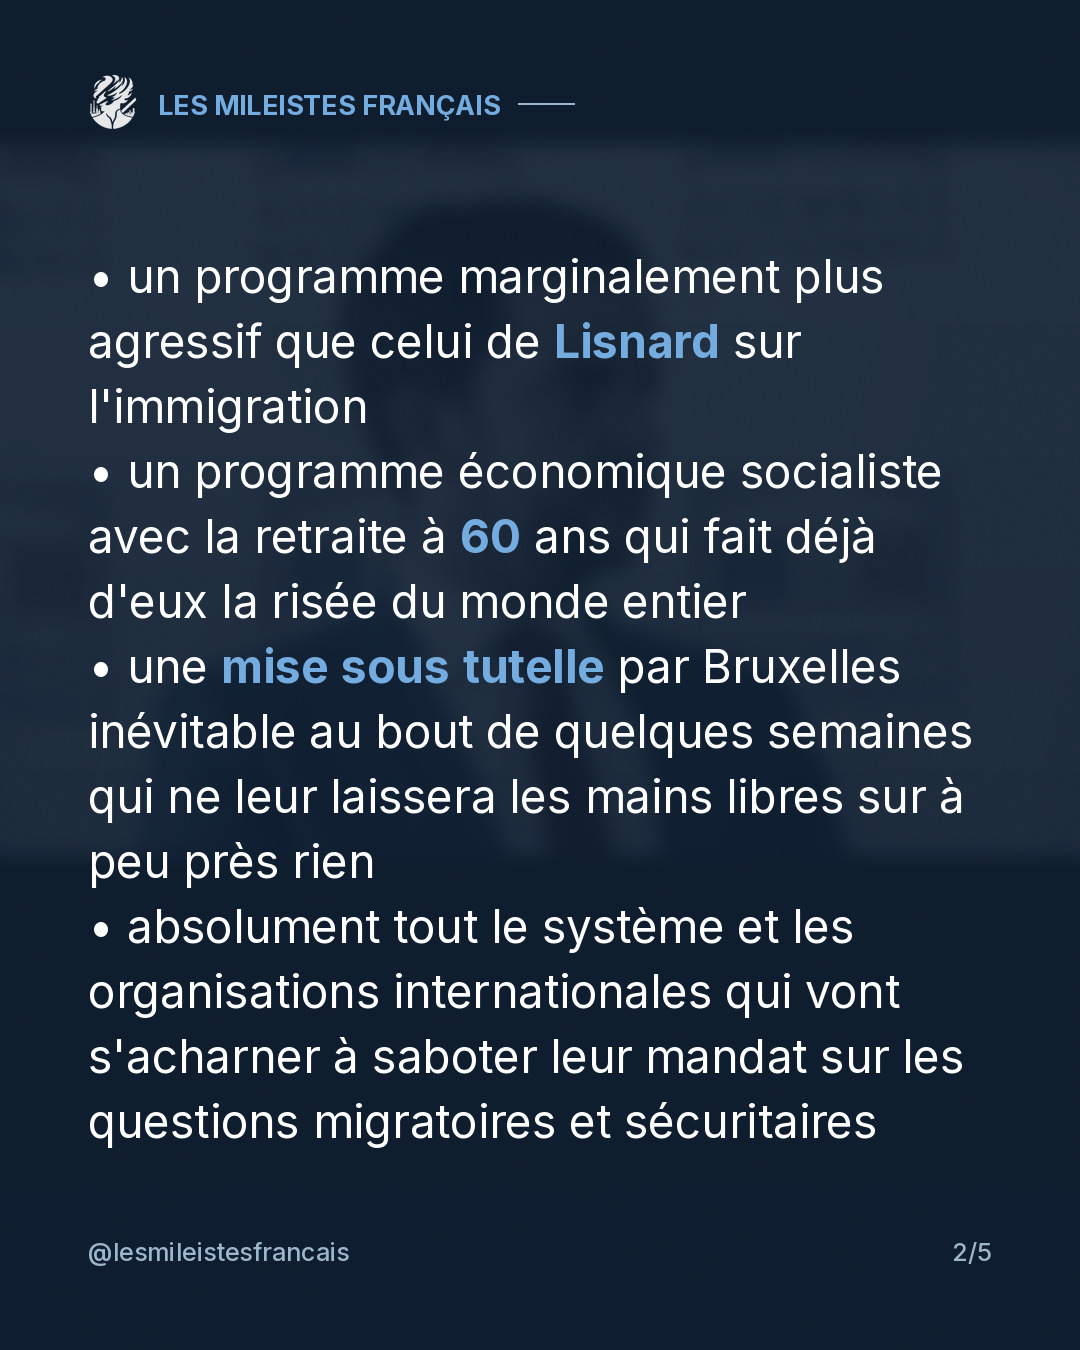 LES MILEISTES FRANÇAIS
• un programme marginalement plus
agressif que celui de Lisnard sur
l'immigration
• un programme économique socialiste
avec la retraite à 60 ans qui fait déjà
d'eux la risée du monde entier
• une mise sous tutelle par Bruxelles
inévitable au bout de quelques semaines
qui ne leur laissera les mains libres sur à
peu près rien
• absolument tout le système et les
organisations internationales qui vont
s'acharner à saboter leur mandat sur les
questions migratoires et sécuritaires
@lesmileistesfrancais
2/5